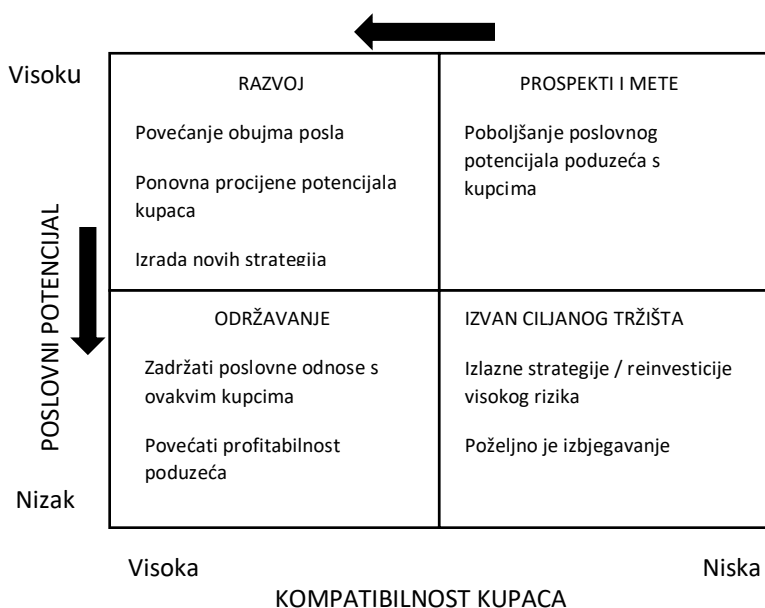 Visoku
RAZVOJ
Povećanje obujma posla
Ponovna procijene potencijala
kupaca
Izrada novih strategija
PROSPEKTI I METE
Poboljšanje poslovnog
potencijala poduzeća s
kupcima
POSLOVNI POTENCIJAL
ODRŽAVANJE
Zadržati poslovne odnose s
ovakvim kupcima
Povećati profitabilnost
poduzeća
IZVAN CILJANOG TRŽIŠTA
Izlazne strategije / reinvesticije
visokog rizika
Poželjno je izbjegavanje
Nizak
Visoka
Niska
KOMPATIBILNOST KUPACA